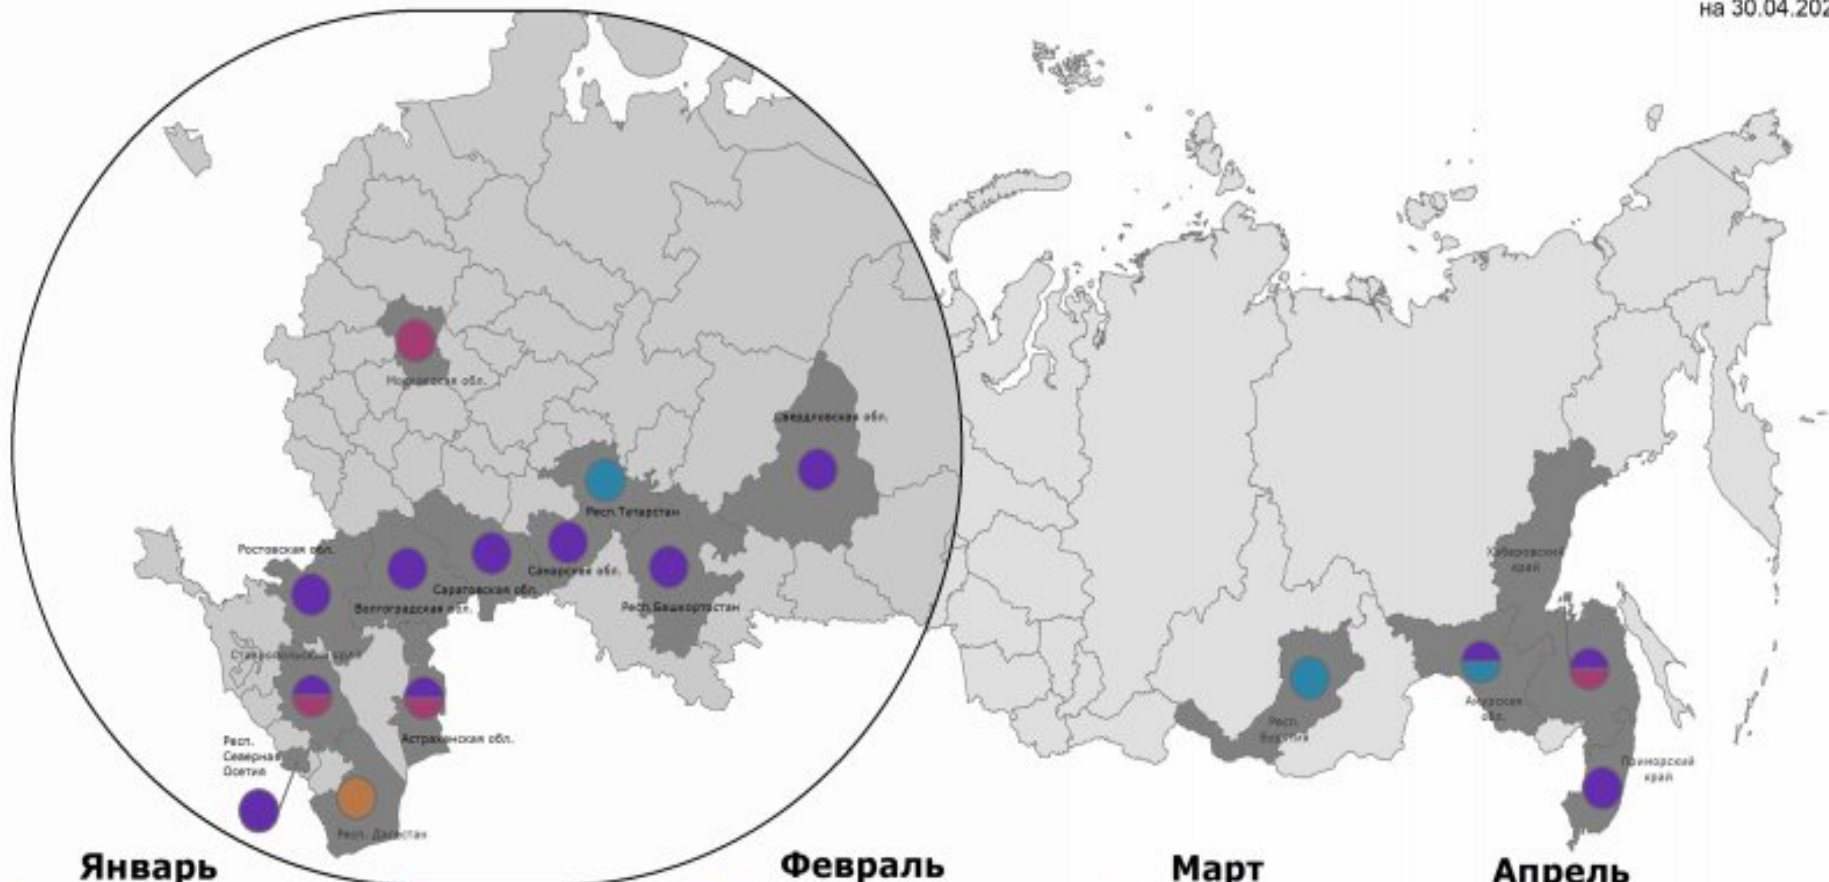 на 30.04.202
Московская обл.
Свердловская обл.
Респ.Татарстан
Ростовская обл.
Самарская обл.
Саратовская обл.
Волгоградская обл.
Респ.Башкортостан
Хабаровский
край
Ставропольский край
Амурская
обл.
Респ.
Бурятия
Астраханская обл.
Респ.
Северная
Осетия
Приморский
край
Респ. Дагестан
Январь
Февраль
Март
Апрель